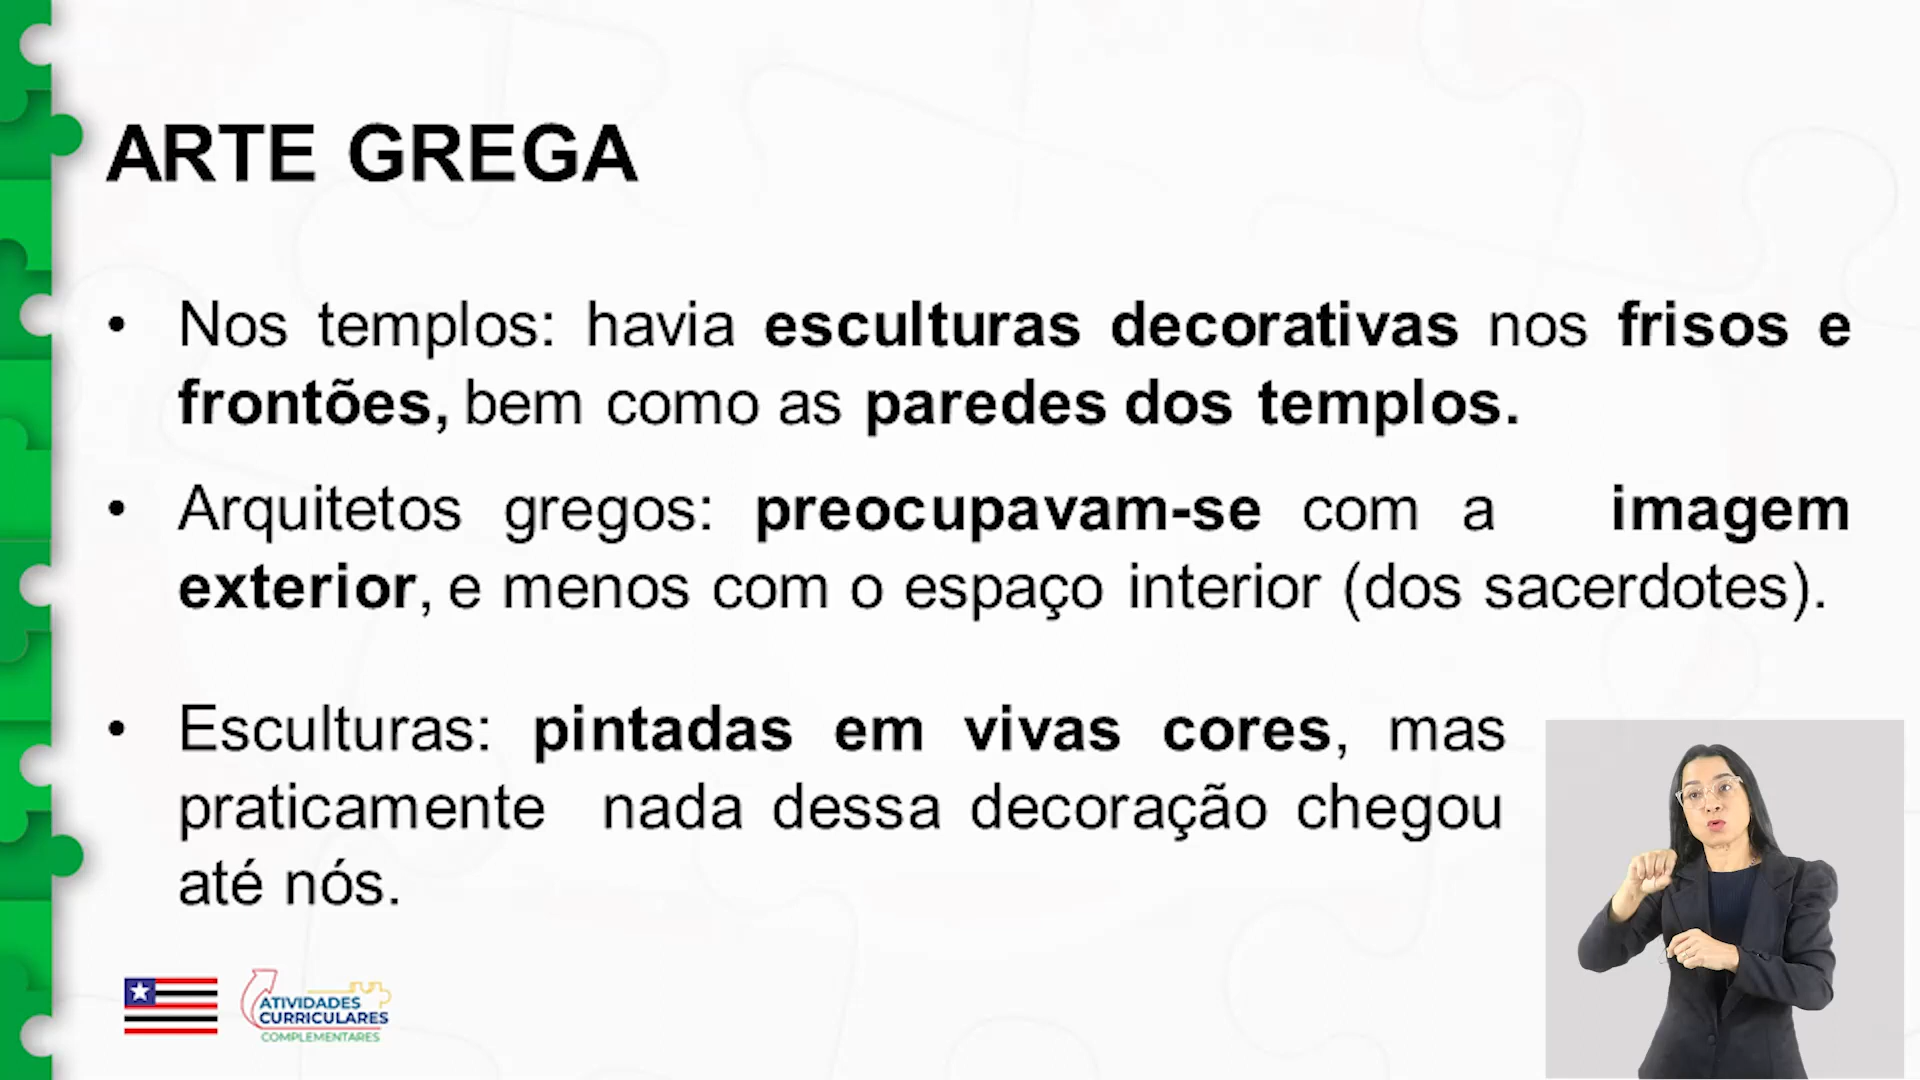 ARTE GREGA
• Nos templos: havia esculturas decorativas nos frisos e
frontões, bem como as paredes dos templos.
• Arquitetos gregos: preocupavam-se com a imagem
exterior, e menos com o espaço interior (dos sacerdotes).
• Esculturas: pintadas em vivas cores, mas
praticamente nada dessa decoração chegou
até nós.
ATIVIDADES
CURRICULARES
COMPLEMENTARES